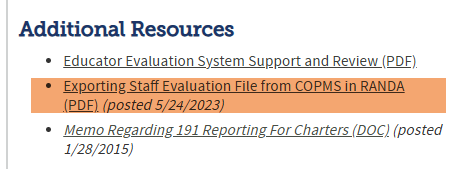 Additional Resources
Educator Evaluation System Support and Review (PDF)
Exporting Staff Evaluation File from COPMS in RANDA
(PDF) (posted 5/24/2023)
Memo Regarding 191 Reporting For Charters (DOC) (posted
1/28/2015)